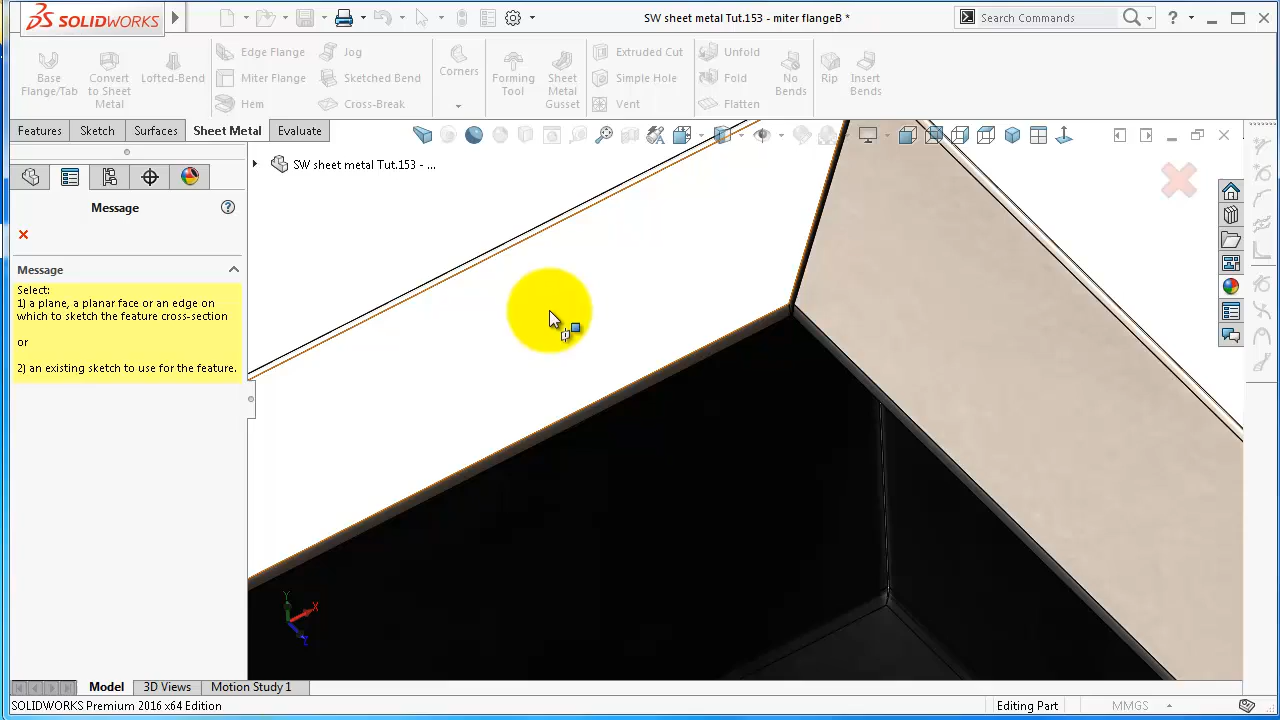 SOLIDWORKS
SW sheet metal Tut.153 - miter flangeB *
Search Commands
Base Flange/Tab
Convert to Sheet Metal
Lofted-Bend
Edge Flange
Miter Flange
Hem
Jog
Sketched Bend
Cross-Break
Corners
Forming Tool
Sheet Metal Gusset
Extruded Cut
Simple Hole
Vent
Unfold
Fold
Flatten
No Bends
Rip
Insert Bends
Features
Sketch
Surfaces
Sheet Metal
Evaluate
SW sheet metal Tut.153 - ...
Message
Message
Select:
1) a plane, a planar face or an edge on
which to sketch the feature cross-section
or
2) an existing sketch to use for the feature.
Y
X
Z
Model
3D Views
Motion Study 1
SOLIDWORKS Premium 2016 x64 Edition
Editing Part
MMGS